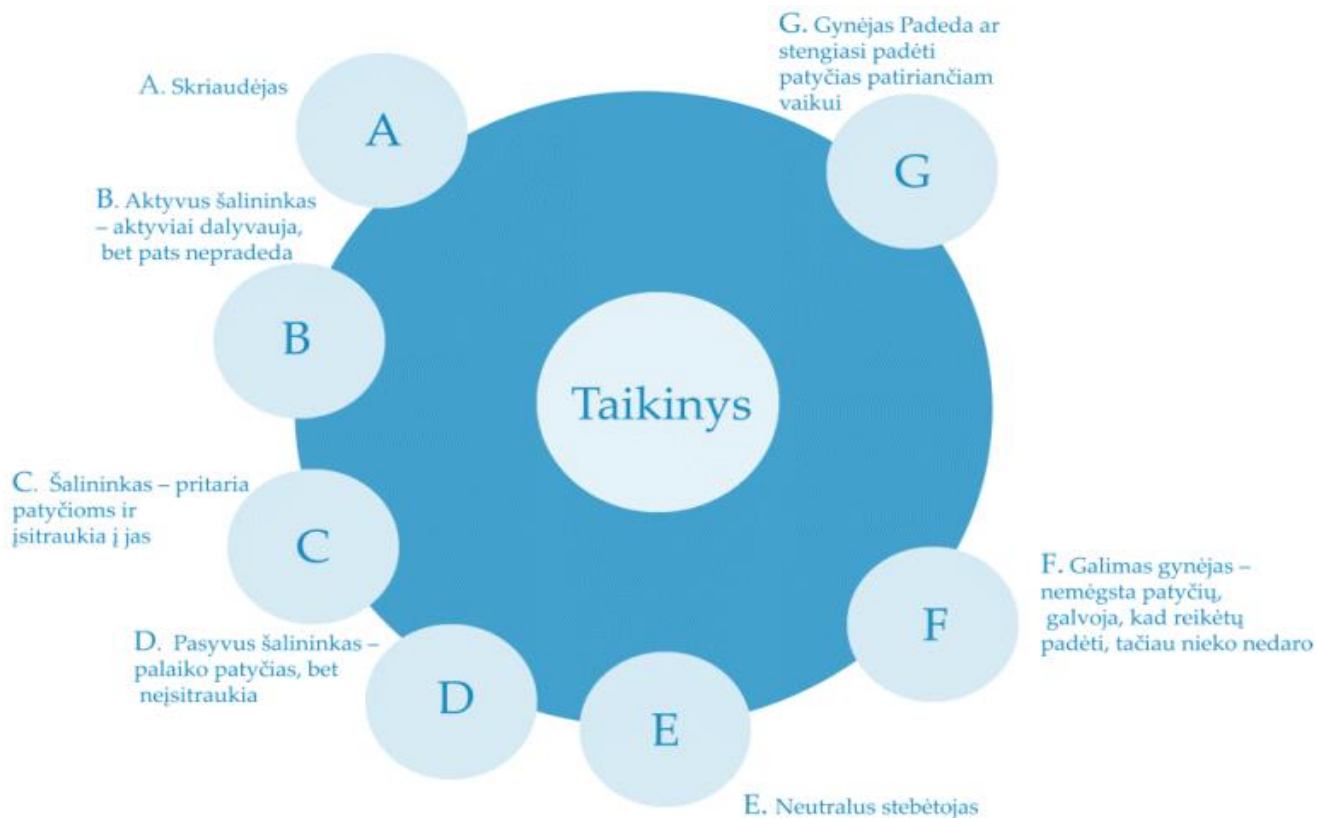 G. Gynėjas Padeda ar
stengiasi padėti
patyčias patiriančiam
vaikui
A. Skriaudėjas
A
G
B. Aktyvus šalininkas
– aktyviai dalyvauja,
bet pats nepradeda
B
Taikinys
C. Šalininkas – pritaria
patyčioms ir
įsitraukia į jas
C
F. Galimas gynėjas –
nemėgsta patyčių,
galvoja, kad reikėtų
padėti, tačiau nieko nedaro
F
D. Pasyvus šalininkas –
palaiko patyčias, bet
neįsitraukia
D
E
E. Neutralus stebėtojas